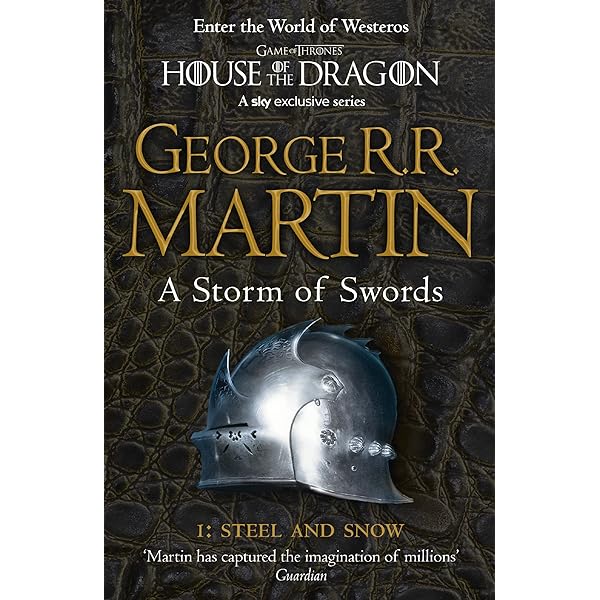 Enter the World of Westeros
GAME OF THRONES
HOUSE OF THE DRAGON
A sky exclusive series
GEORGE R.R.
MARTIN
A Storm of Swords
1: STEEL AND SNOW
‘Martin has captured the imagination of millions’
Guardian